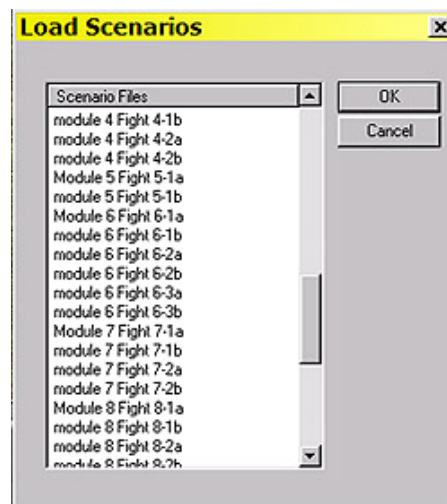 Load Scenarios
Scenario Files
OK
Cancel
module 4 Fight 4-1b
module 4 Fight 4-2a
module 4 Fight 4-2b
Module 5 Fight 5-1a
module 5 Fight 5-1b
Module 6 Fight 6-1a
module 6 Fight 6-1b
module 6 Fight 6-2a
module 6 Fight 6-2b
module 6 Fight 6-3a
module 6 Fight 6-3b
Module 7 Fight 7-1a
module 7 Fight 7-1b
module 7 Fight 7-2a
module 7 Fight 7-2b
Module 8 Fight 8-1a
module 8 Fight 8-1b
module 8 Fight 8-2a
module 8 Fight 8-2b